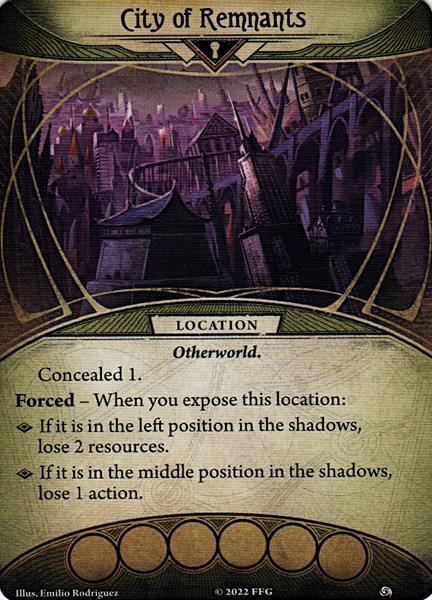 City of Remnants
LOCATION
Otherworld.
Concealed 1.
Forced – When you expose this location:
If it is in the left position in the shadows,
lose 2 resources.
If it is in the middle position in the shadows,
lose 1 action.
Illus. Emilio Rodriguez
© 2022 FFG